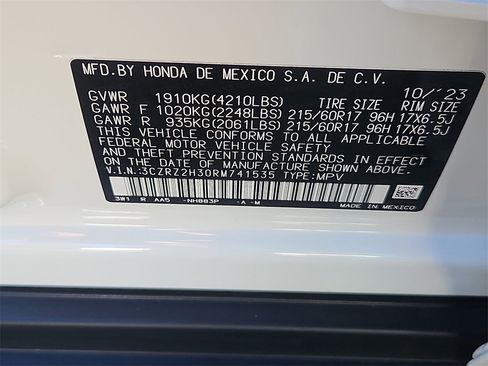 MFD.BY HONDA DE MEXICO S.A. DE C.V. 10/'23
GVWR 1910KG(4210LBS) TIRE SIZE RIM SIZE
GAWR F 1020KG(2248LBS) 215/60R17 96H 17X6.5J
GAWR R 935KG(2061LBS) 215/60R17 96H 17X6.5J
THIS VEHICLE CONFORMS TO ALL APPLICABLE
FEDERAL MOTOR VEHICLE SAFETY
AND THEFT PREVENTION STANDARDS IN EFFECT
ON THE DATE OF MANUFACTURE SHOWN ABOVE.
V.I.N.:3CZRZ2H30RM741535 TYPE:MPV
3W1 R AA5 -NH883P -A -M MADE IN MEXICO